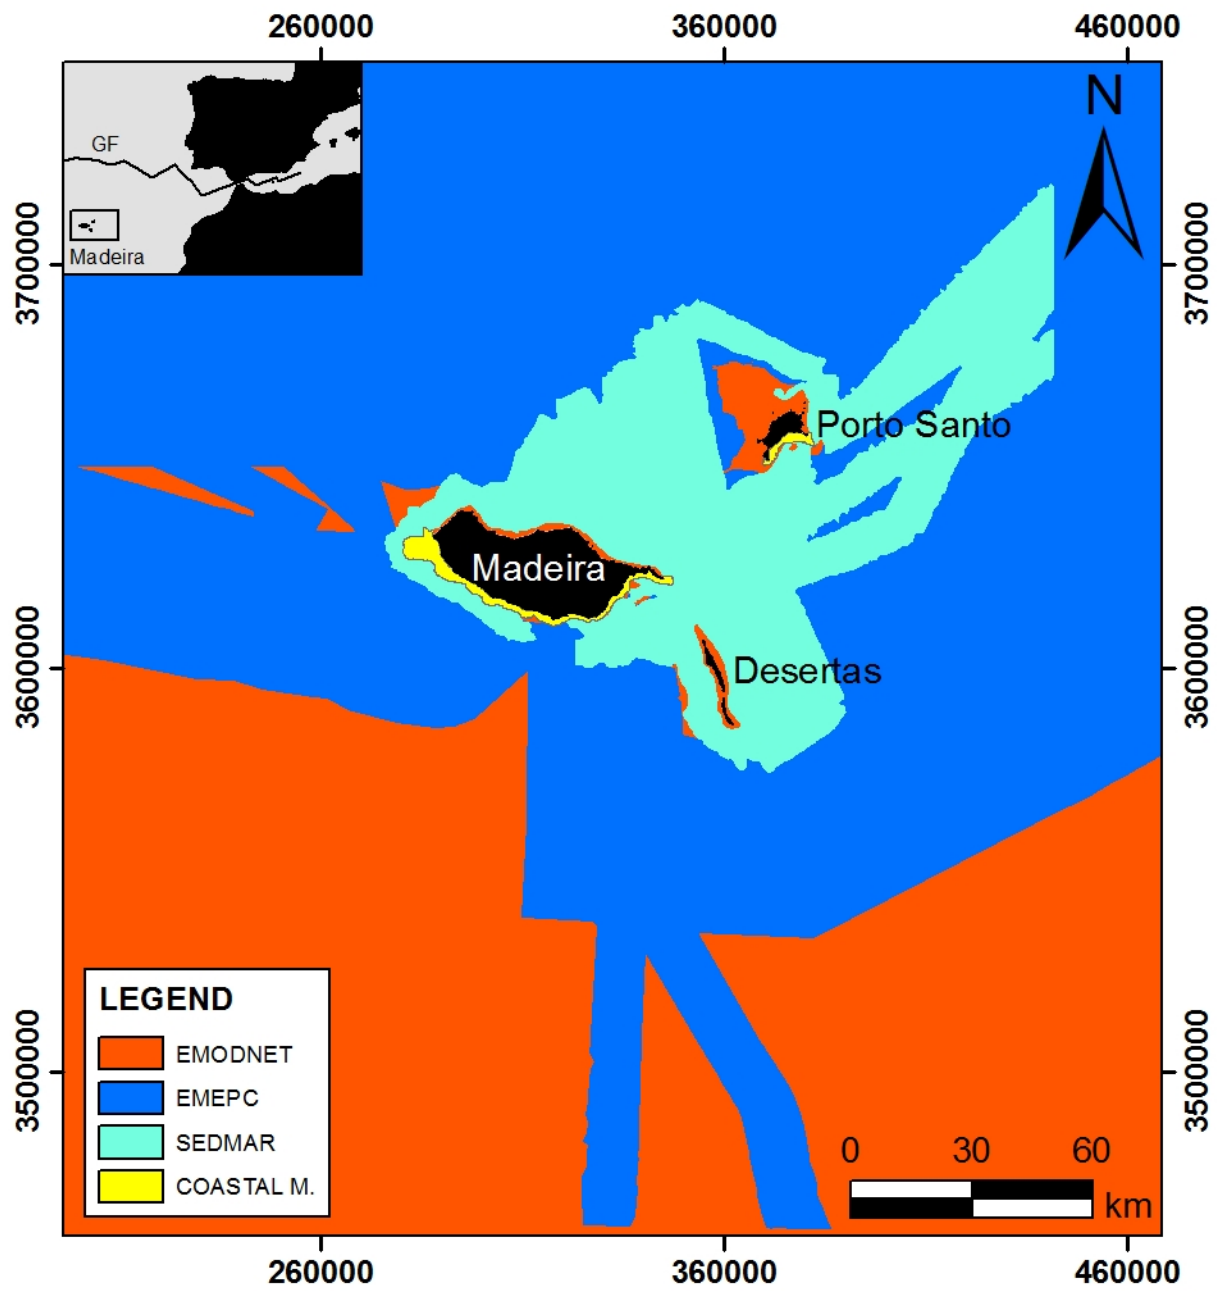 260000
360000
460000
N
GF
Madeira
3700000
3700000
Porto Santo
Madeira
3600000
Desertas
3600000
LEGEND
EMODNET
EMEPC
SEDMAR
COASTAL M.
3500000
3500000
0 30 60
km
260000
360000
460000